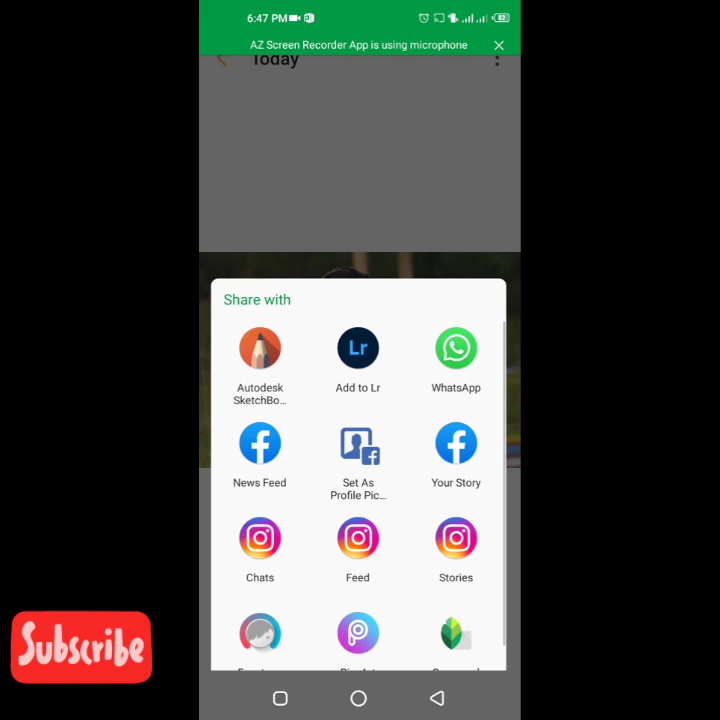 6:47 PM
82
AZ Screen Recorder App is using microphone
Today
Share with
Lr
Autodesk
SketchBo...
Add to Lr
WhatsApp
News Feed
Set As
Profile Pic...
Your Story
Chats
Feed
Stories
Subscribe